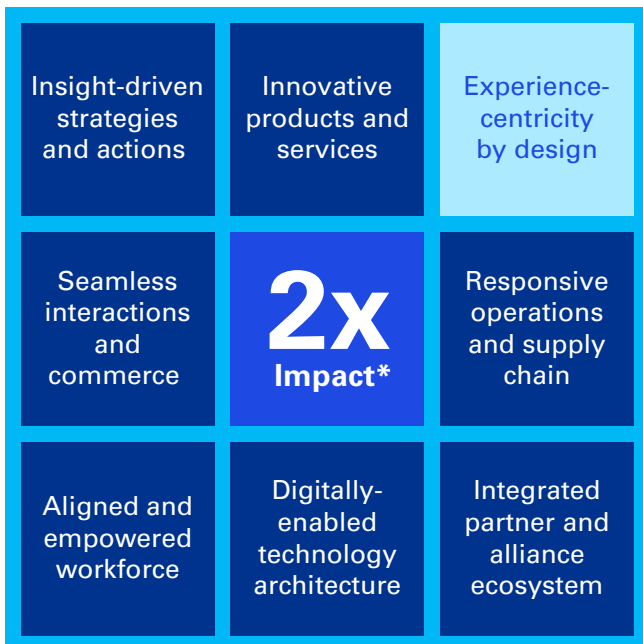 Insight-driven
strategies
and actions
Innovative
products and
services
Experience-
centricity
by design
Seamless
interactions
and
commerce
2x
Impact*
Responsive
operations
and supply
chain
Aligned and
empowered
workforce
Digitally-
enabled
technology
architecture
Integrated
partner and
alliance
ecosystem